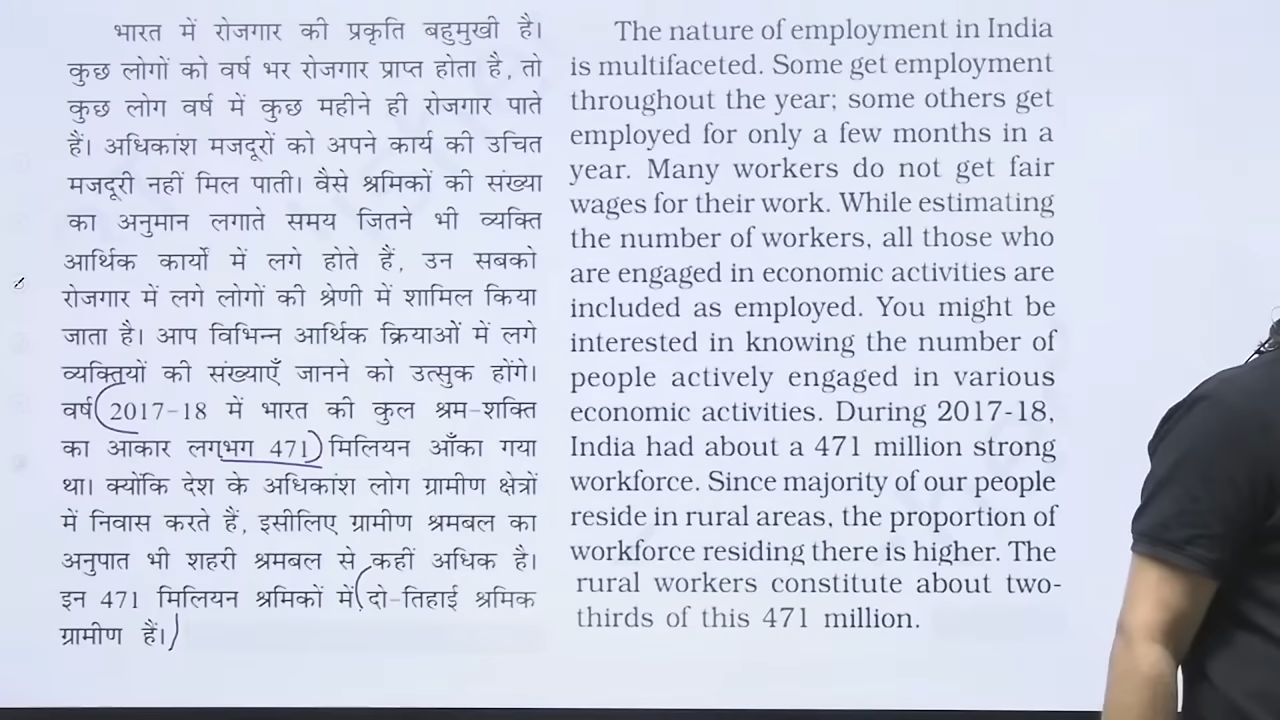 भारत में रोजगार की प्रकृति बहुमुखी है।
कुछ लोगों को वर्ष भर रोजगार प्राप्त होता है, तो
कुछ लोग वर्ष में कुछ महीने ही रोजगार पाते
हैं। अधिकांश मजदूरों को अपने कार्य की उचित
मजदूरी नहीं मिल पाती। वैसे श्रमिकों की संख्या
का अनुमान लगाते समय जितने भी व्यक्ति
आर्थिक कार्यों में लगे होते हैं, उन सबको
रोजगार में लगे लोगों की श्रेणी में शामिल किया
जाता है। आप विभिन्न आर्थिक क्रियाओं में लगे
व्यक्तियों की संख्याएँ जानने को उत्सुक होंगे।
वर्ष 2017-18 में भारत की कुल श्रम-शक्ति
का आकार लगभग 471 मिलियन आँका गया
था। क्योंकि देश के अधिकांश लोग ग्रामीण क्षेत्रों
में निवास करते हैं, इसीलिए ग्रामीण श्रमबल का
अनुपात भी शहरी श्रमबल से कहीं अधिक है।
इन 471 मिलियन श्रमिकों में दो-तिहाई श्रमिक
ग्रामीण हैं।
The nature of employment in India
is multifaceted. Some get employment
throughout the year; some others get
employed for only a few months in a
year. Many workers do not get fair
wages for their work. While estimating
the number of workers, all those who
are engaged in economic activities are
included as employed. You might be
interested in knowing the number of
people actively engaged in various
economic activities. During 2017-18,
India had about a 471 million strong
workforce. Since majority of our people
reside in rural areas, the proportion of
workforce residing there is higher. The
rural workers constitute about two-
thirds of this 471 million.